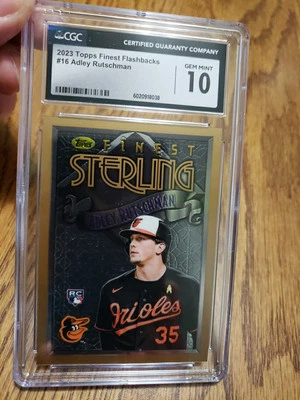 CGC
CERTIFIED GUARANTY COMPANY
2023 Topps Finest Flashbacks
#16 Adley Rutschman
GEM MINT
10
Topps
FINEST
STERLING
ADLEY RUTSCHMAN
RC
Orioles
35